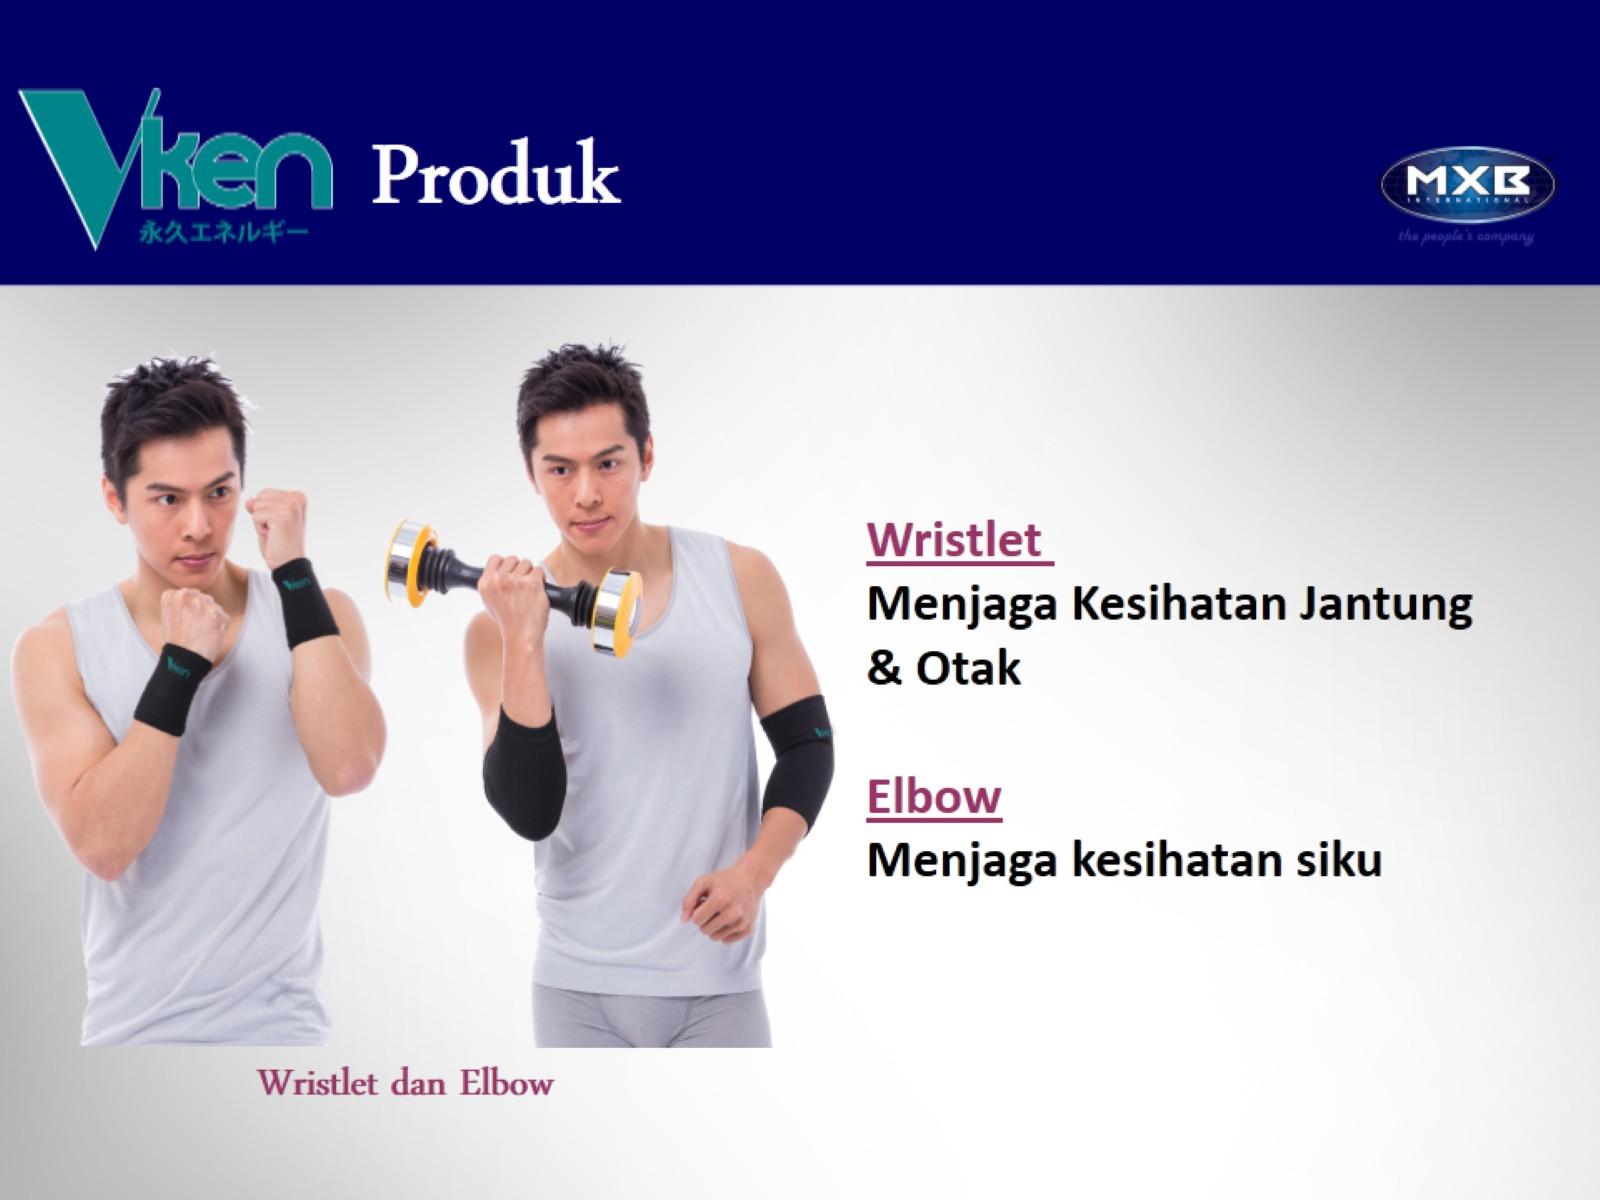 Vken
永久エネルギー
Produk
MXB
INTERNATIONAL
the people's company
Vken
Vken
Wristlet
Menjaga Kesihatan Jantung
& Otak
Elbow
Menjaga kesihatan siku
Wristlet dan Elbow